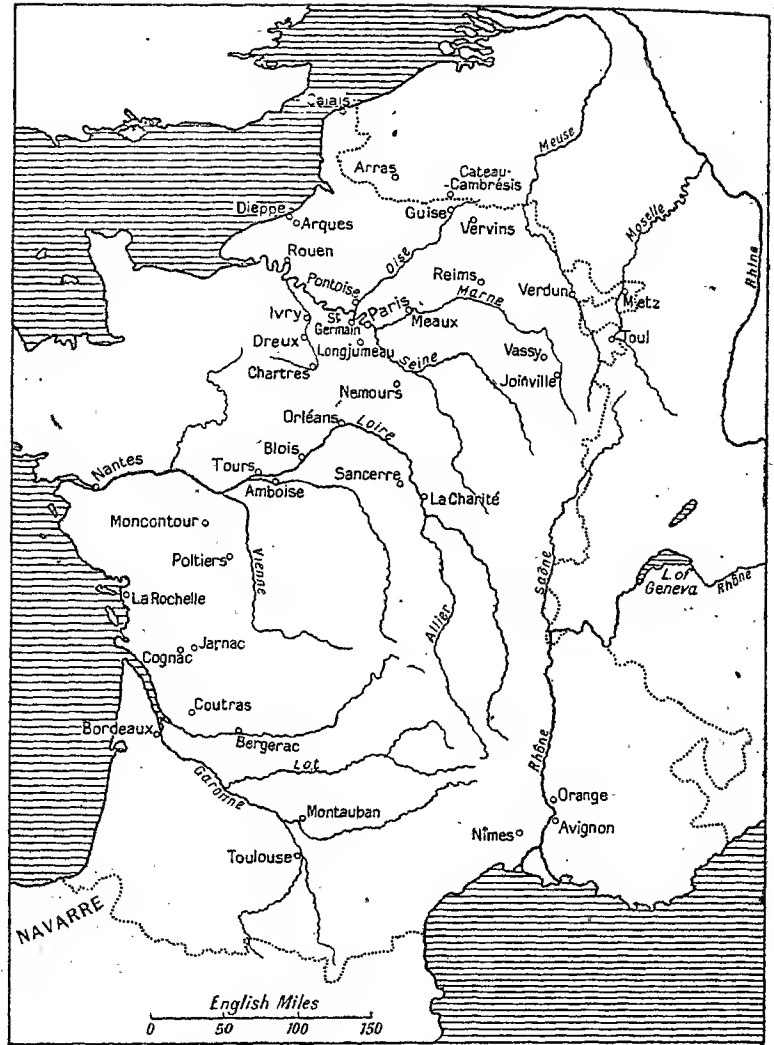 Calais
Meuse
Arras
Cateau-
-Cambrésis
Dieppe
Arques
Guise
Vervins
Moselle
Rhine
Rouen
Oise
Pontoise
Reims
Marne
Verdun
Metz
Ivry
St.
Germain
Paris
Meaux
Toul
Dreux
Longjumeau
Seine
Vassy
Joinville
Chartres
Nemours
Orléans
Loire
Blois
Nantes
Tours
Amboise
Sancerre
La Charité
Moncontour
Poitiers
Vienne
Saône
L. of
Geneva
Rhône
La Rochelle
Allier
Jarnac
Cognac
Coutras
Bordeaux
Bergerac
Lot
Rhône
Garonne
Montauban
Orange
Avignon
Nîmes
Toulouse
NAVARRE
English Miles
0 50 100 150